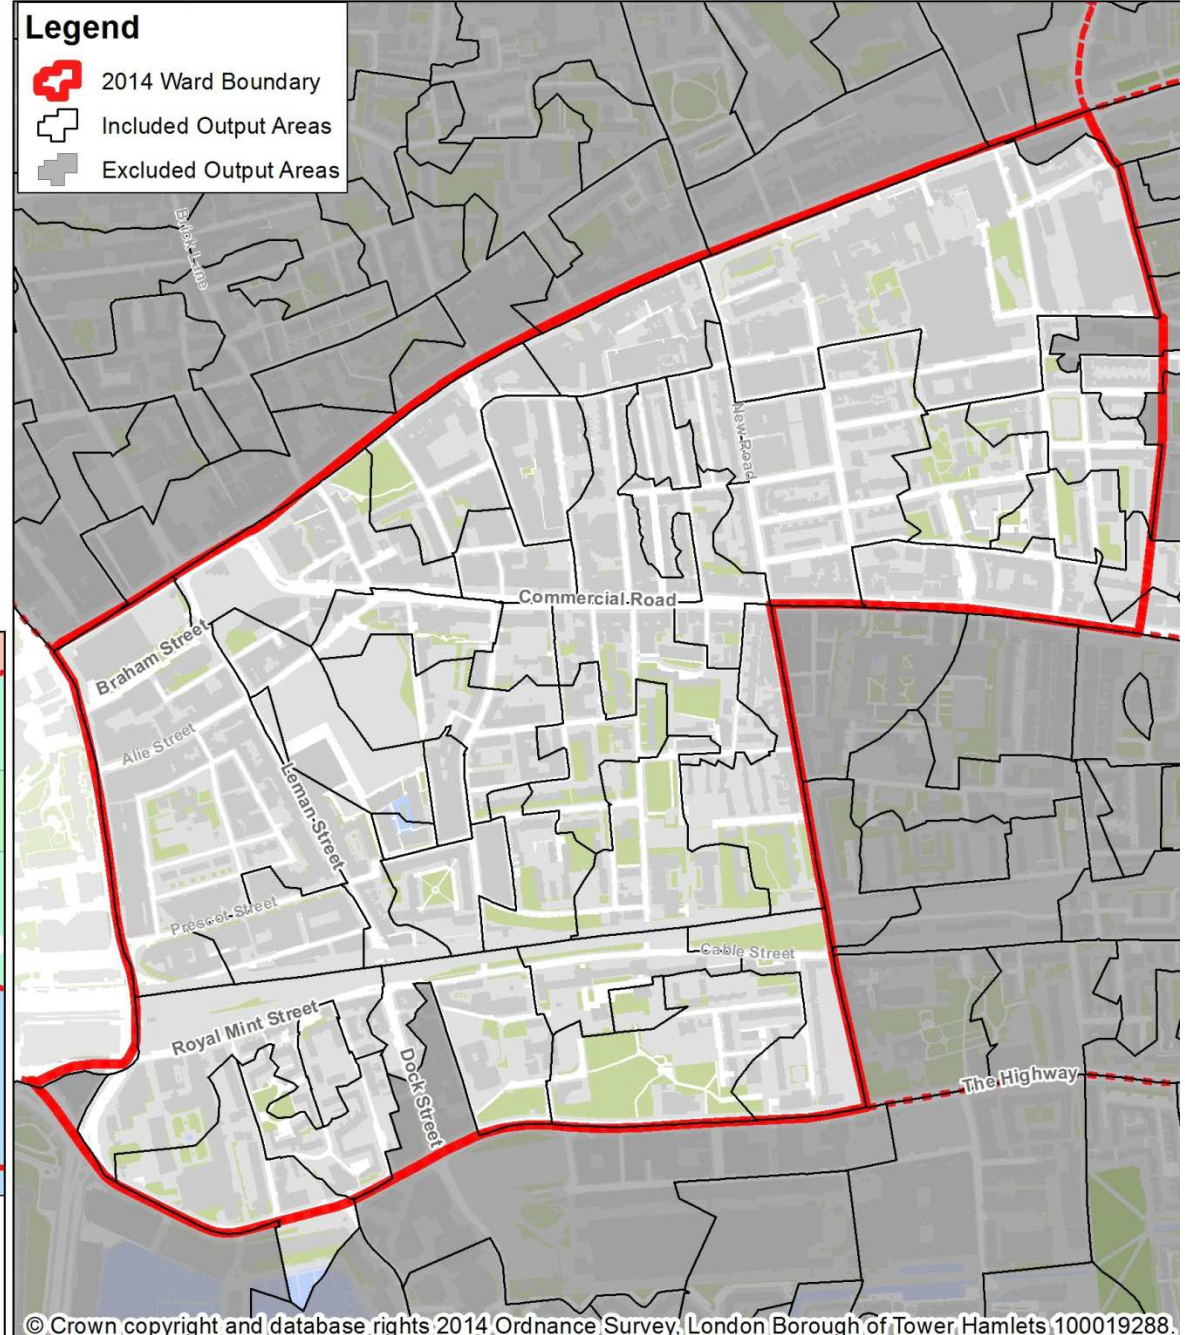 Legend
2014 Ward Boundary
Included Output Areas
Excluded Output Areas
Brick Lane
New Road
Commercial Road
Braham Street
Alie Street
Leman Street
Prescot Street
Cable Street
Royal Mint Street
Dock Street
The Highway
© Crown copyright and database rights 2014 Ordnance Survey, London Borough of Tower Hamlets 100019288.